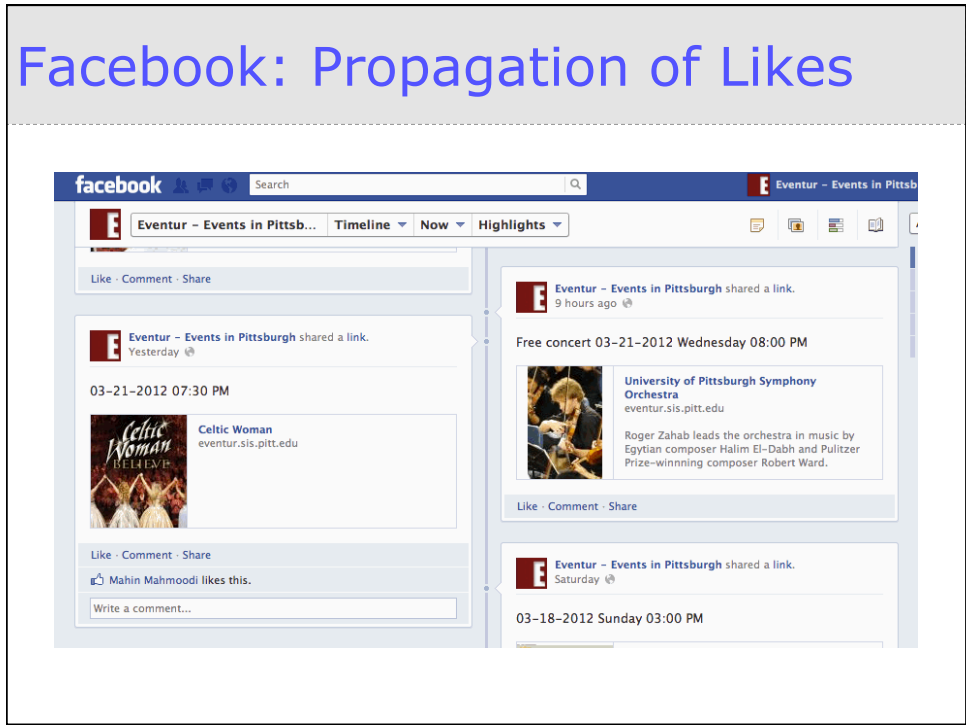 Facebook: Propagation of Likes
facebook
Search
Eventur – Events in Pittsb
Eventur – Events in Pittsb... Timeline Now Highlights
Like · Comment · Share
Eventur – Events in Pittsburgh shared a link.
Yesterday
03-21-2012 07:30 PM
Celtic Woman BELIEVE
Celtic Woman
eventur.sis.pitt.edu
Like · Comment · Share
Mahin Mahmoodi likes this.
Write a comment...
Eventur – Events in Pittsburgh shared a link.
9 hours ago
Free concert 03-21-2012 Wednesday 08:00 PM
University of Pittsburgh Symphony
Orchestra
eventur.sis.pitt.edu
Roger Zahab leads the orchestra in music by
Egytian composer Halim El-Dabh and Pulitzer
Prize-winnning composer Robert Ward.
Like · Comment · Share
Eventur – Events in Pittsburgh shared a link.
Saturday
03-18-2012 Sunday 03:00 PM